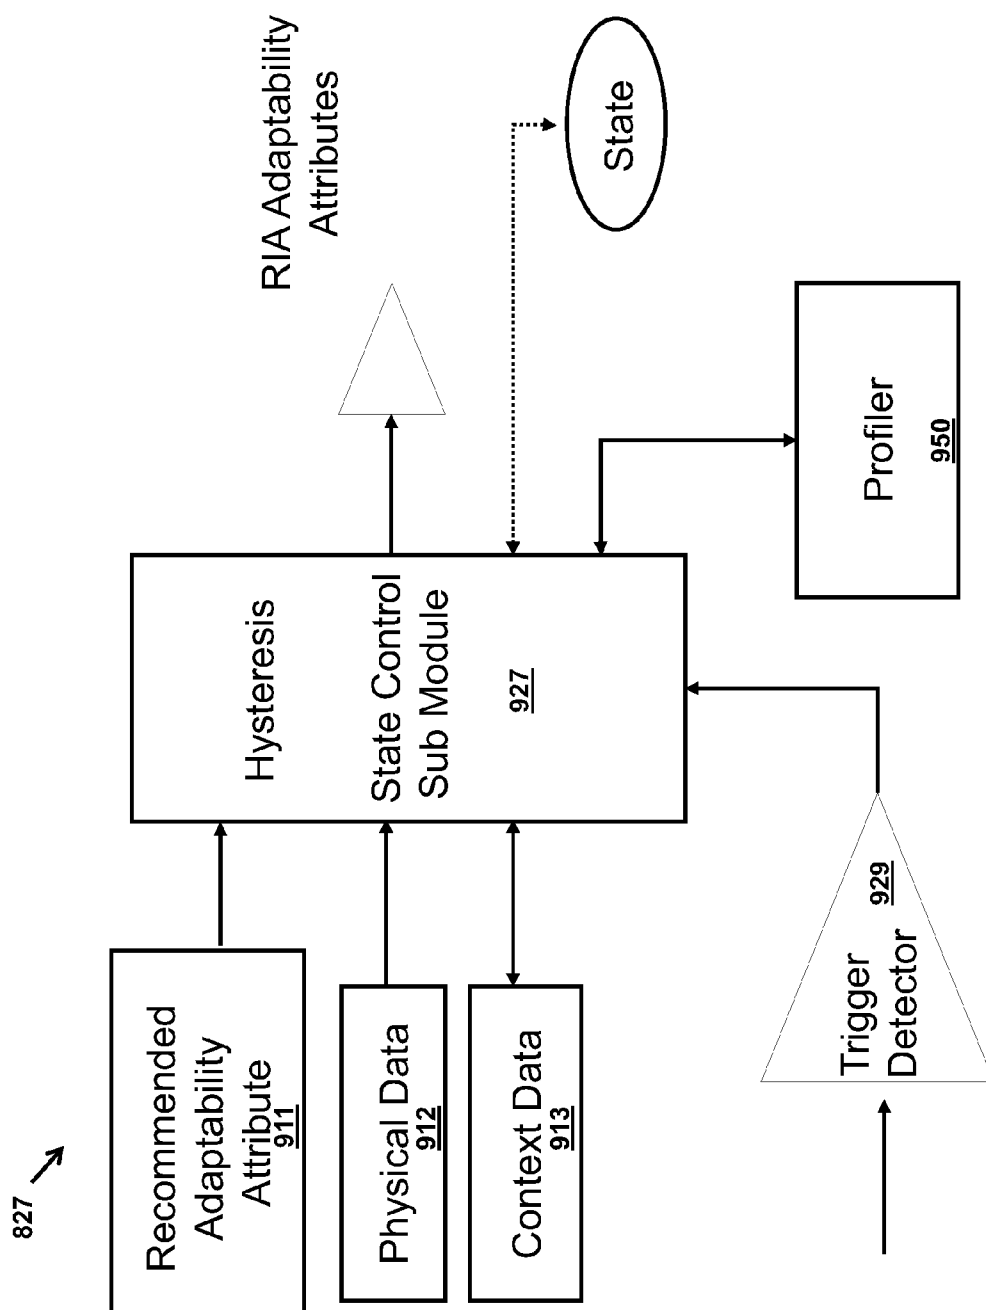 827
Recommended
Adaptability
Attribute
911
Physical Data
912
Context Data
913
Hysteresis
State Control
Sub Module
927
RIA Adaptability
Attributes
State
Profiler
950
Trigger
Detector
929